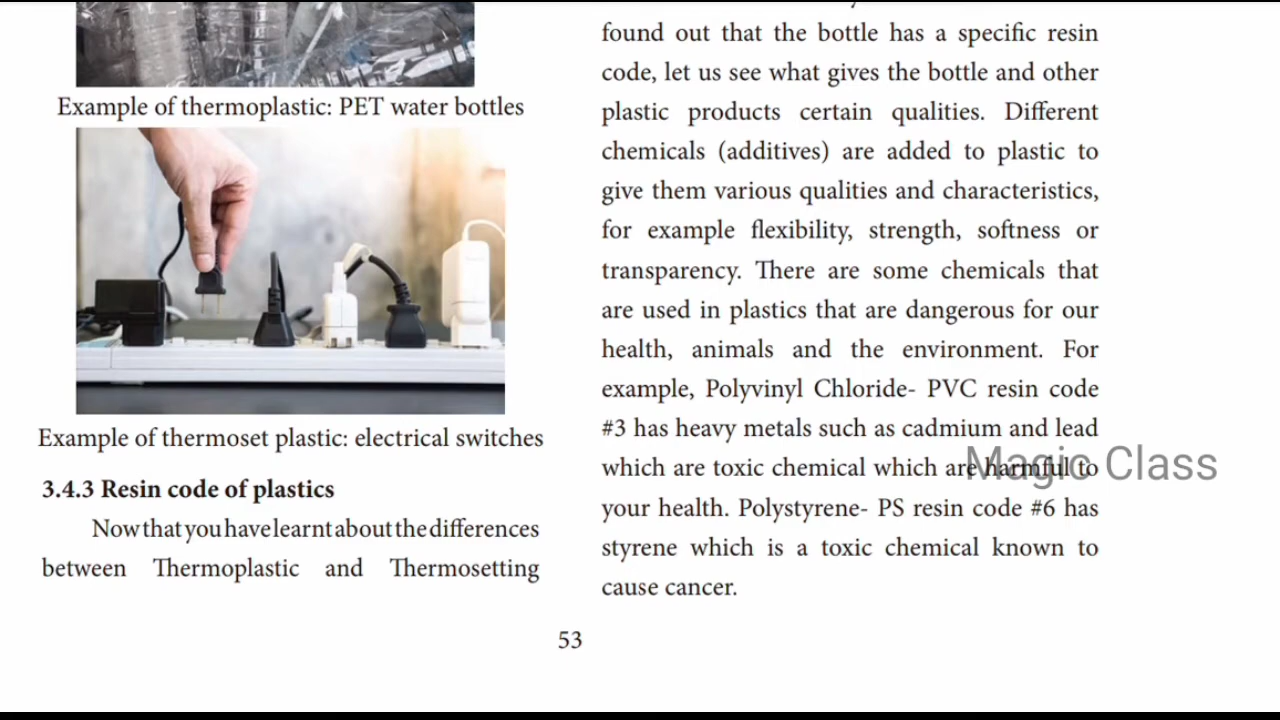 Example of thermoplastic: PET water bottles
Example of thermoset plastic: electrical switches
3.4.3 Resin code of plastics
Now that you have learnt about the differences
between Thermoplastic and Thermosetting
found out that the bottle has a specific resin
code, let us see what gives the bottle and other
plastic products certain qualities. Different
chemicals (additives) are added to plastic to
give them various qualities and characteristics,
for example flexibility, strength, softness or
transparency. There are some chemicals that
are used in plastics that are dangerous for our
health, animals and the environment. For
example, Polyvinyl Chloride- PVC resin code
#3 has heavy metals such as cadmium and lead
which are toxic chemical which are harmful to
your health. Polystyrene- PS resin code #6 has
styrene which is a toxic chemical known to
cause cancer.
Magic Class
53